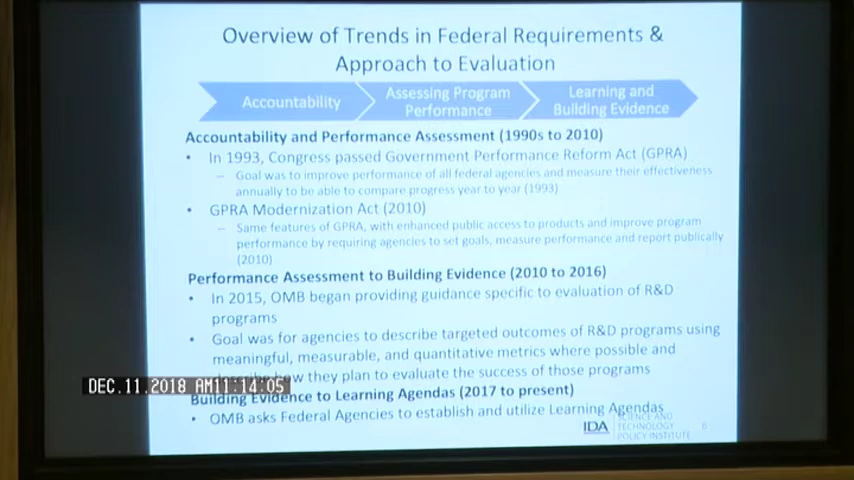 Overview of Trends in Federal Requirements &
Approach to Evaluation
Accountability
Assessing Program
Performance
Learning and
Building Evidence
Accountability and Performance Assessment (1990s to 2010)
• In 1993, Congress passed Government Performance Reform Act (GPRA)
– Goal was to improve performance of all federal agencies and measure their effectiveness
annually to be able to compare progress year to year (1993)
• GPRA Modernization Act (2010)
– Same features of GPRA, with enhanced public access to products and improve program
performance by requiring agencies to set goals, measure performance and report publically
(2010)
Performance Assessment to Building Evidence (2010 to 2016)
• In 2015, OMB began providing guidance specific to evaluation of R&D
programs
• Goal was for agencies to describe targeted outcomes of R&D programs using
meaningful, measurable, and quantitative metrics where possible and
how they plan to evaluate the success of those programs
DEC.11.2018 AM11:14:05
Building Evidence to Learning Agendas (2017 to present)
• OMB asks Federal Agencies to establish and utilize Learning Agendas
IDA
SCIENCE AND
TECHNOLOGY
POLICY INSTITUTE
6